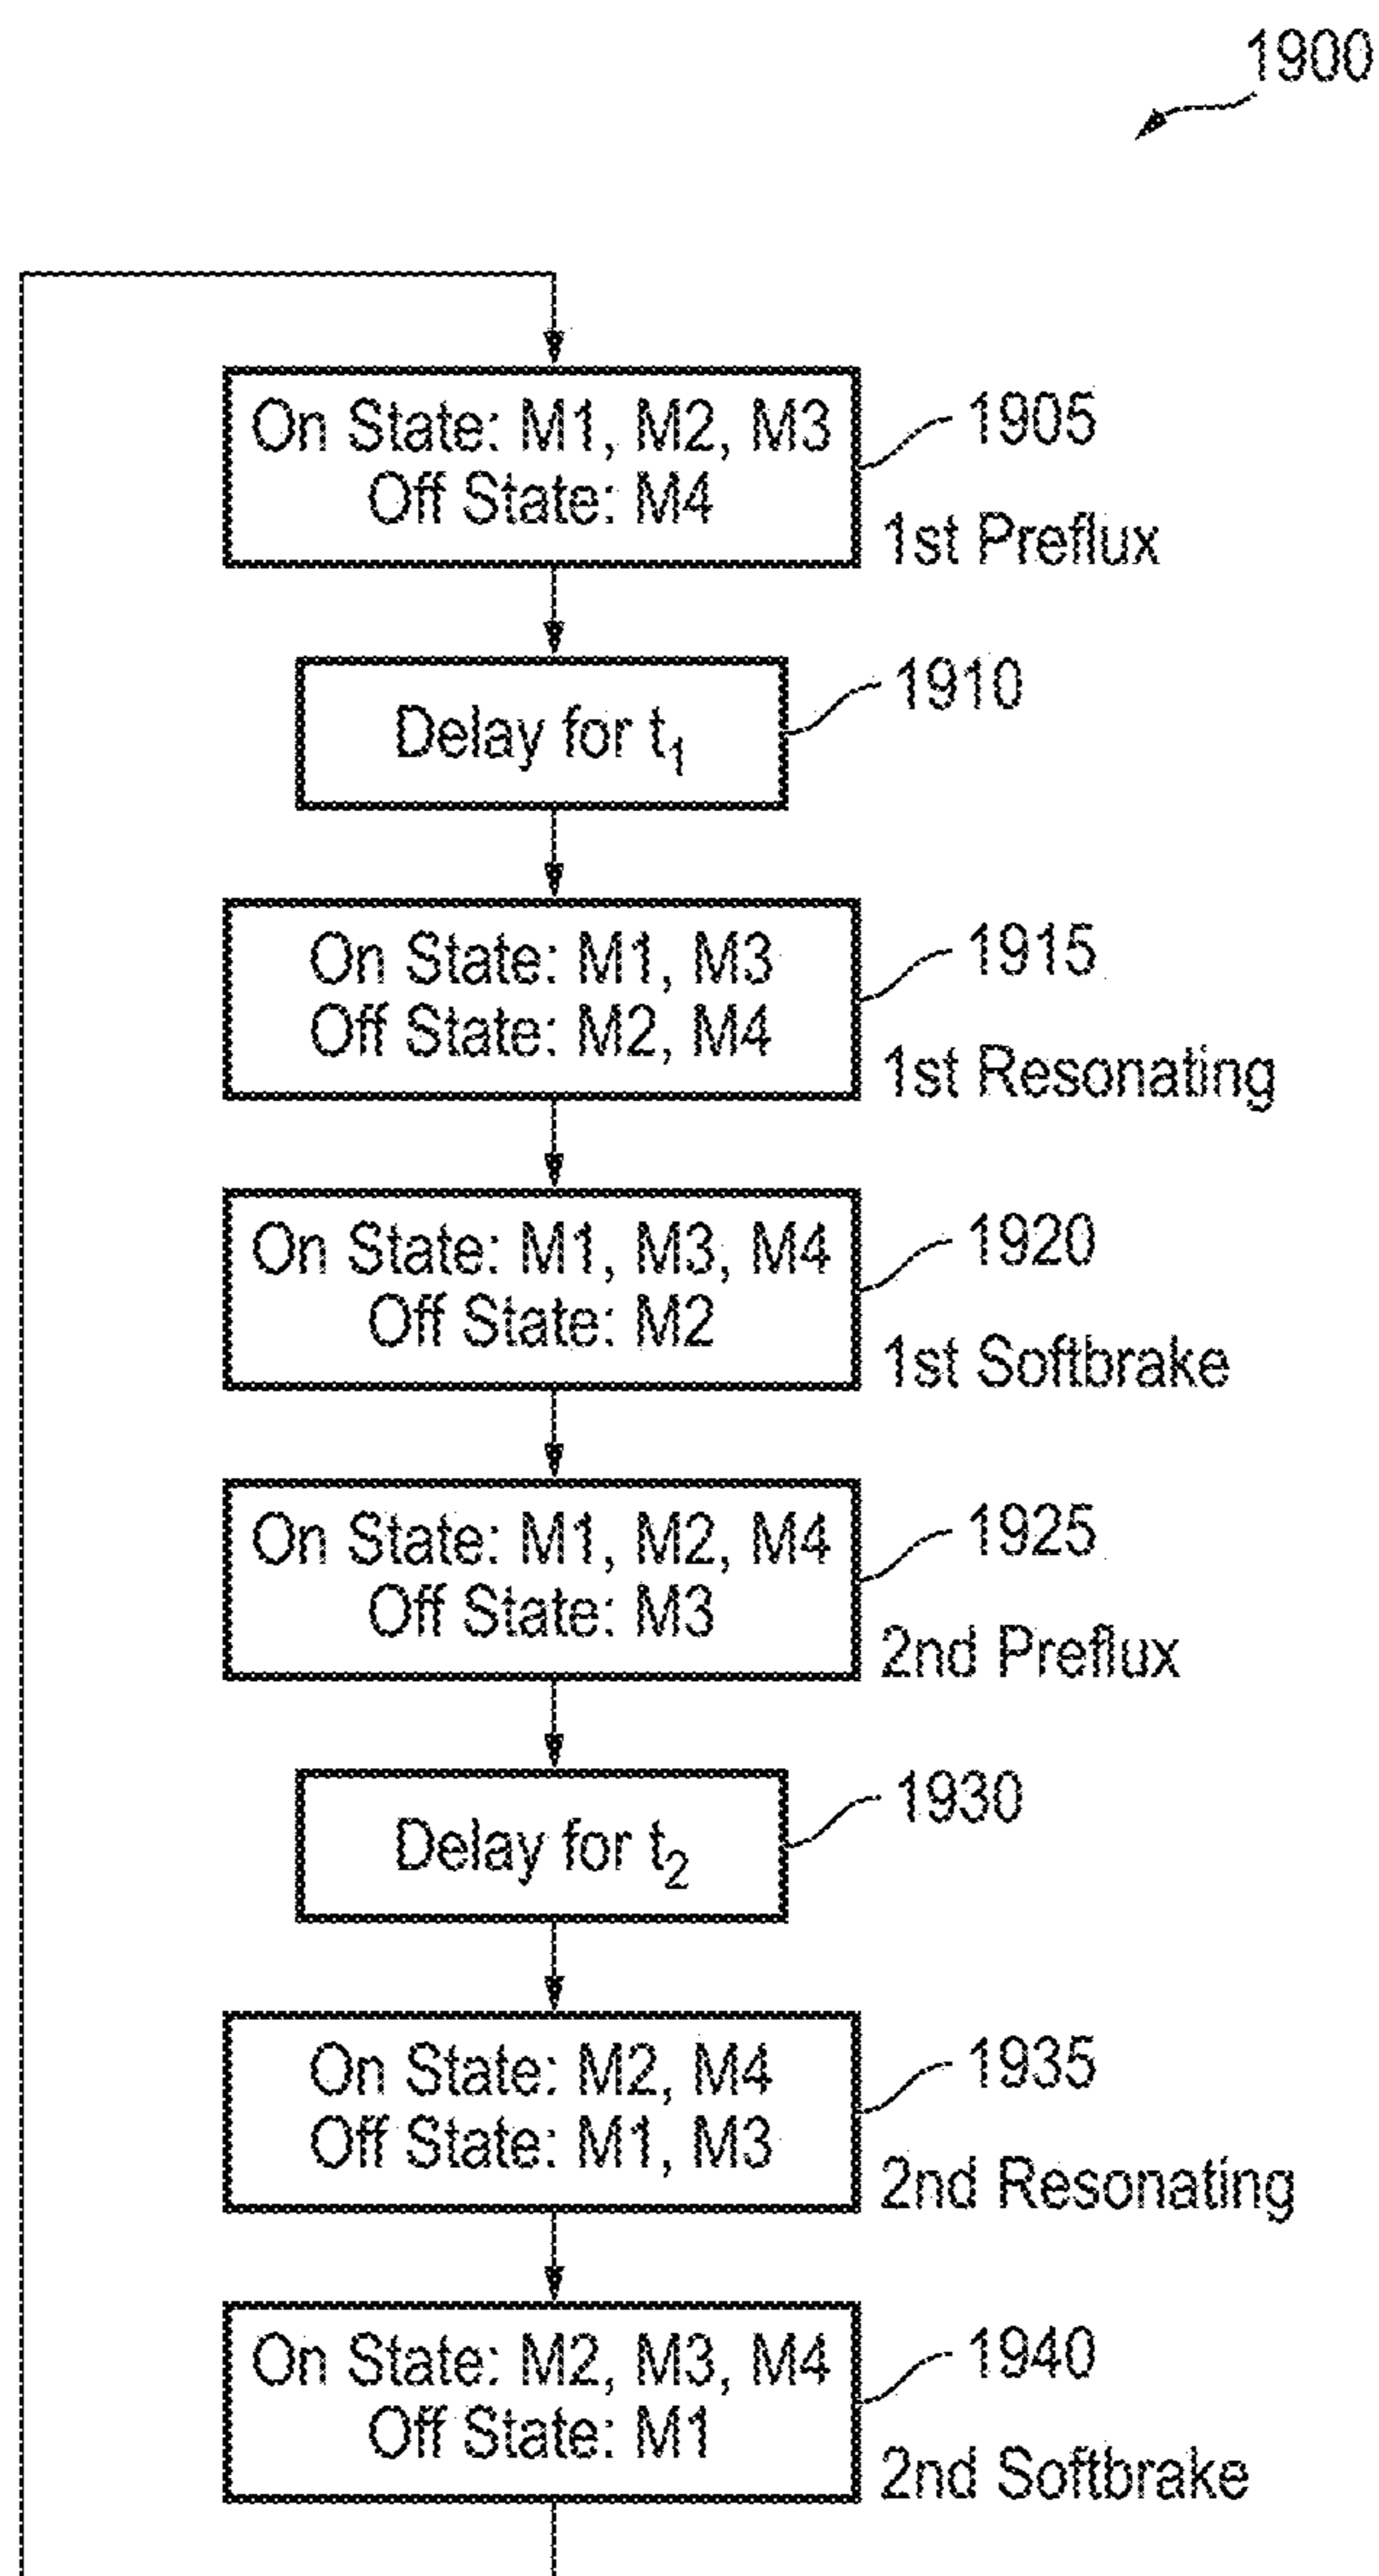 1900
On State: M1, M2, M3
Off State: M4
1905
1st Preflux
Delay for t1
1910
On State: M1, M3
Off State: M2, M4
1915
1st Resonating
On State: M1, M3, M4
Off State: M2
1920
1st Softbrake
On State: M1, M2, M4
Off State: M3
1925
2nd Preflux
Delay for t2
1930
On State: M2, M4
Off State: M1, M3
1935
2nd Resonating
On State: M2, M3, M4
Off State: M1
1940
2nd Softbrake